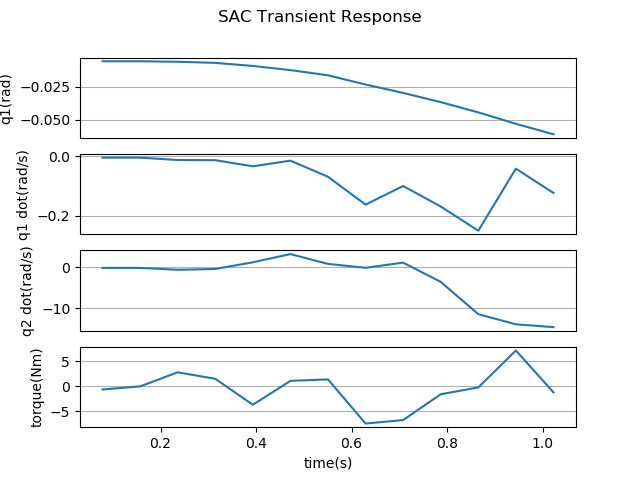 SAC Transient Response
q1(rad)
−0.025
−0.050
q1 dot(rad/s)
0.0
−0.2
q2 dot(rad/s)
0
−10
torque(Nm)
5
0
−5
0.2 0.4 0.6 0.8 1.0
time(s)